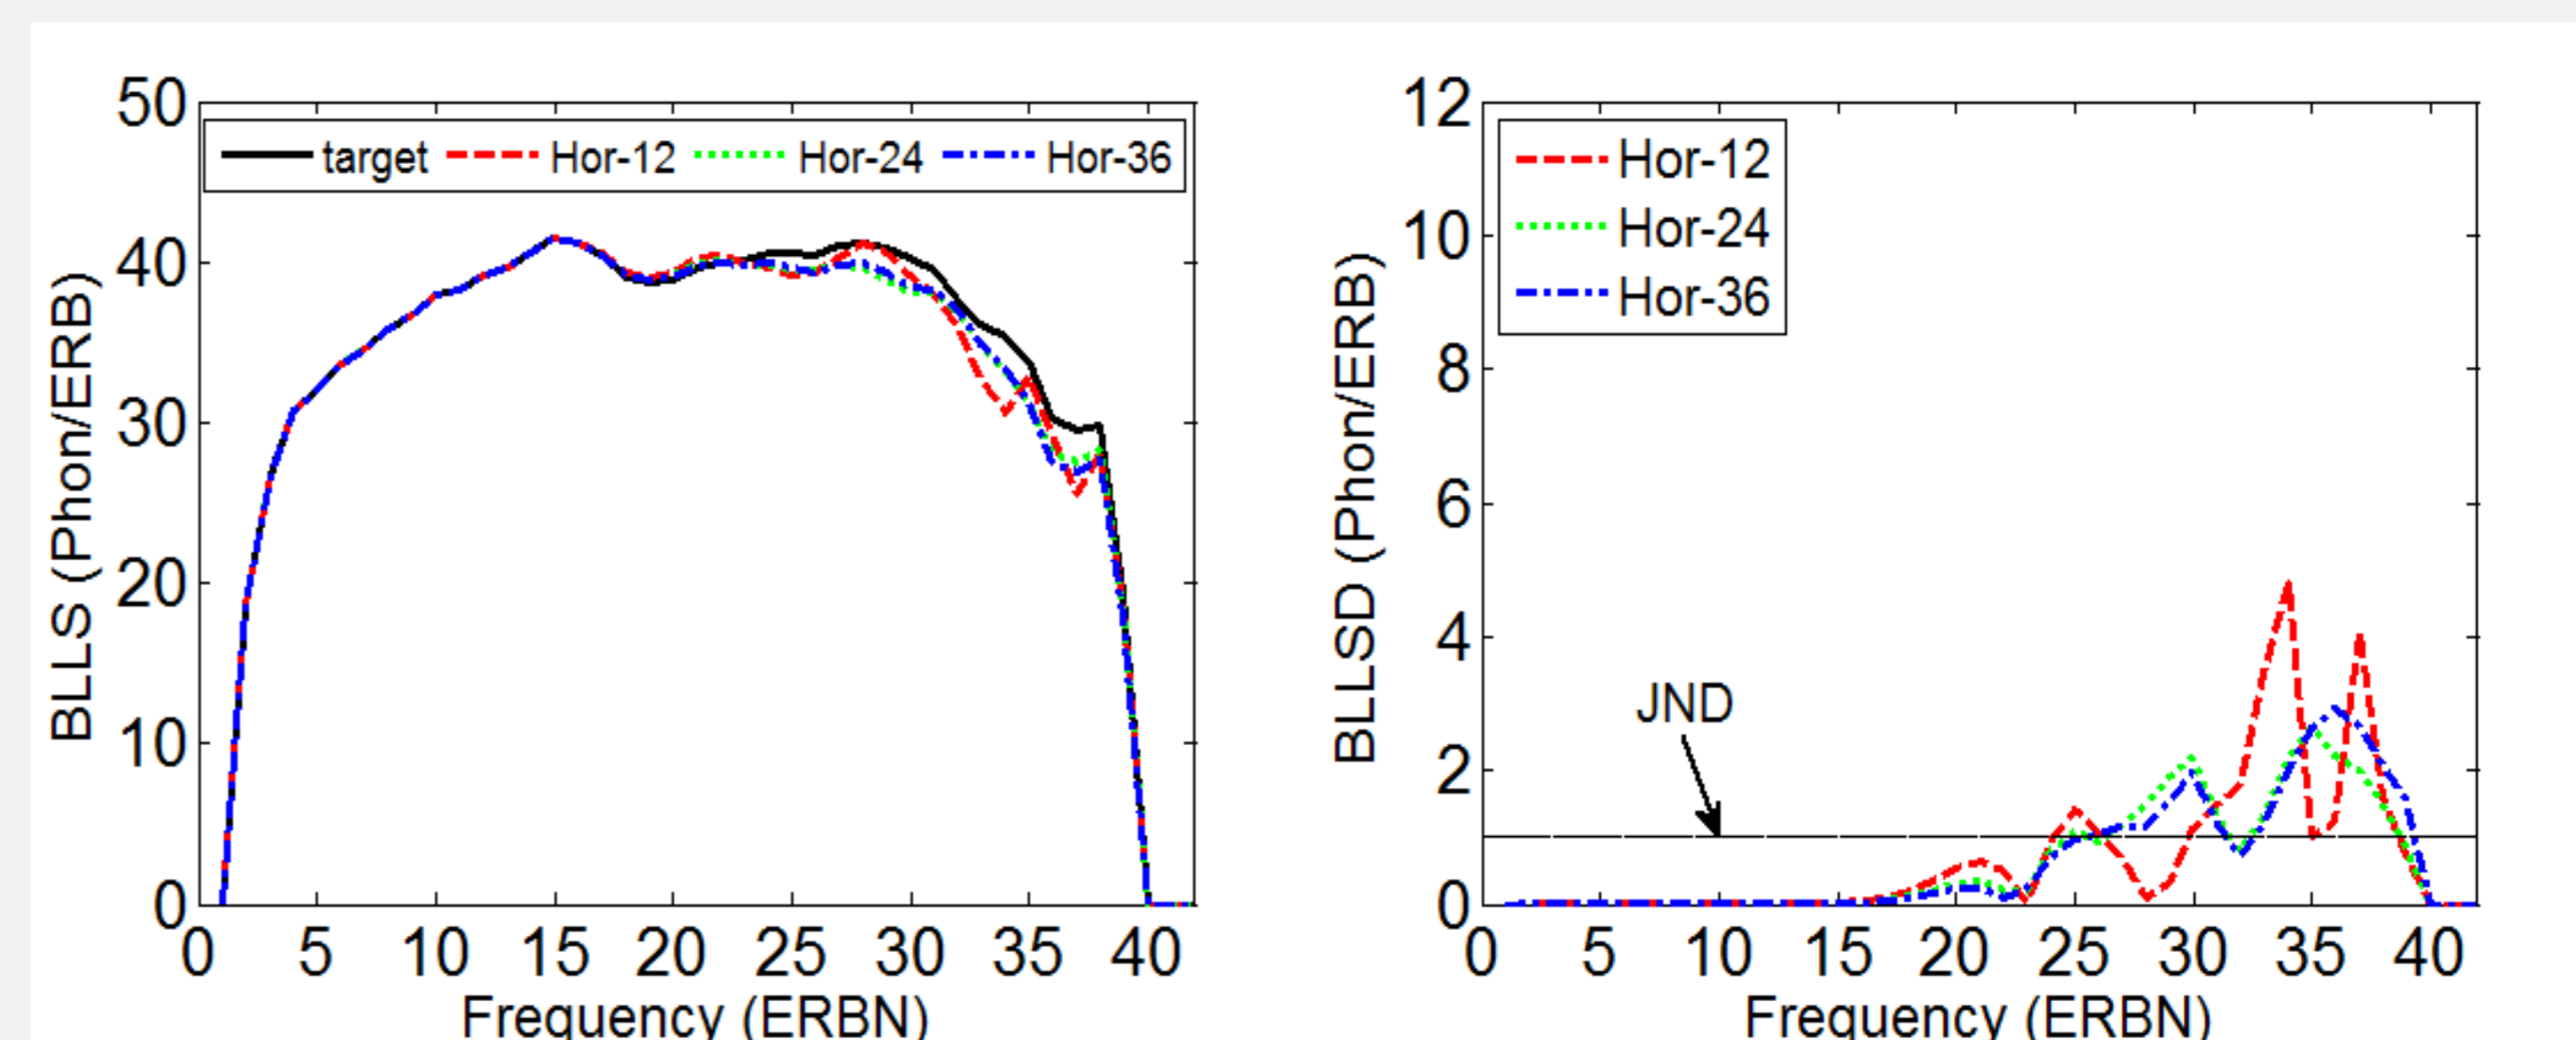 50
40
30
20
10
0
BLLS (Phon/ERB)
target Hor-12 Hor-24 Hor-36
0 5 10 15 20 25 30 35 40
Frequency (ERBN)
12
10
8
6
4
2
0
BLLSD (Phon/ERB)
Hor-12
Hor-24
Hor-36
JND
0 5 10 15 20 25 30 35 40
Frequency (ERBN)